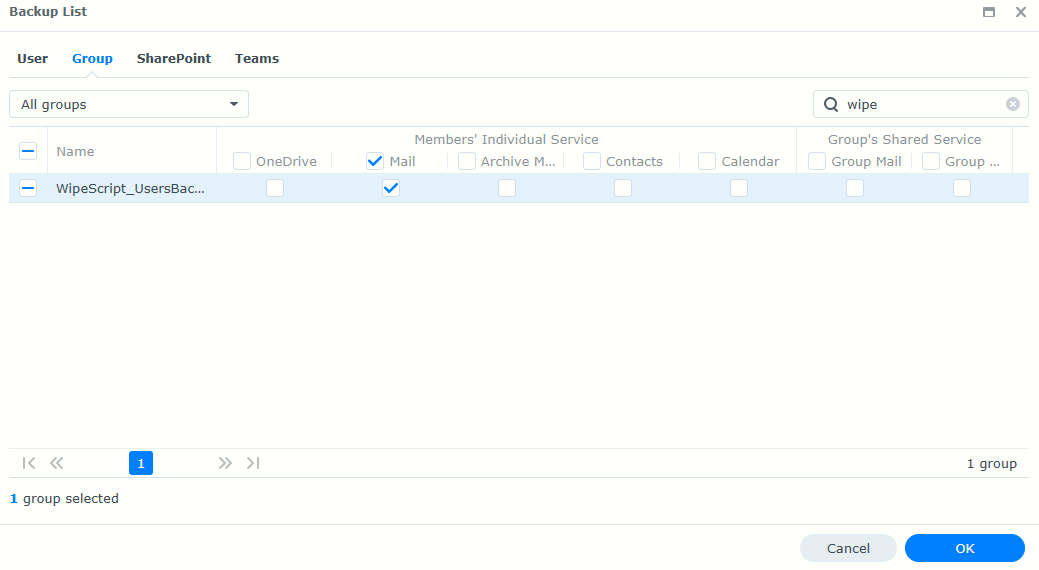 Backup List
User Group SharePoint Teams
All groups wipe
Members' Individual Service Group's Shared Service
Name OneDrive Mail Archive M... Contacts Calendar Group Mail Group ...
WipeScript_UsersBac...
1 1 group
1 group selected
Cancel OK